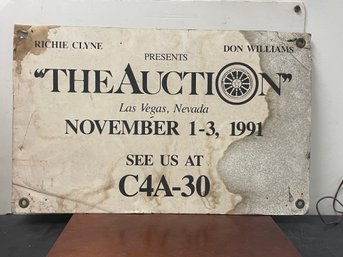 RICHIE CLYNE DON WILLIAMS
PRESENTS
"THE AUCTION"
Las Vegas, Nevada
NOVEMBER 1-3, 1991
SEE US AT
C4A-30